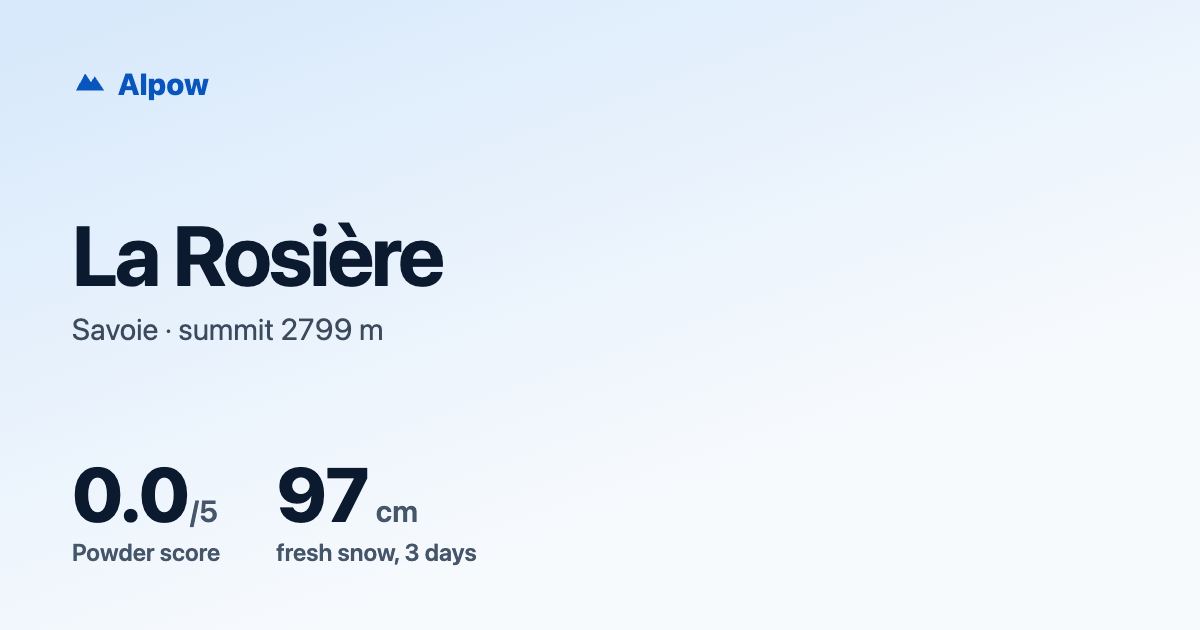 Alpow
La Rosière
Savoie · summit 2799 m
0.0/5 97 cm
Powder score fresh snow, 3 days